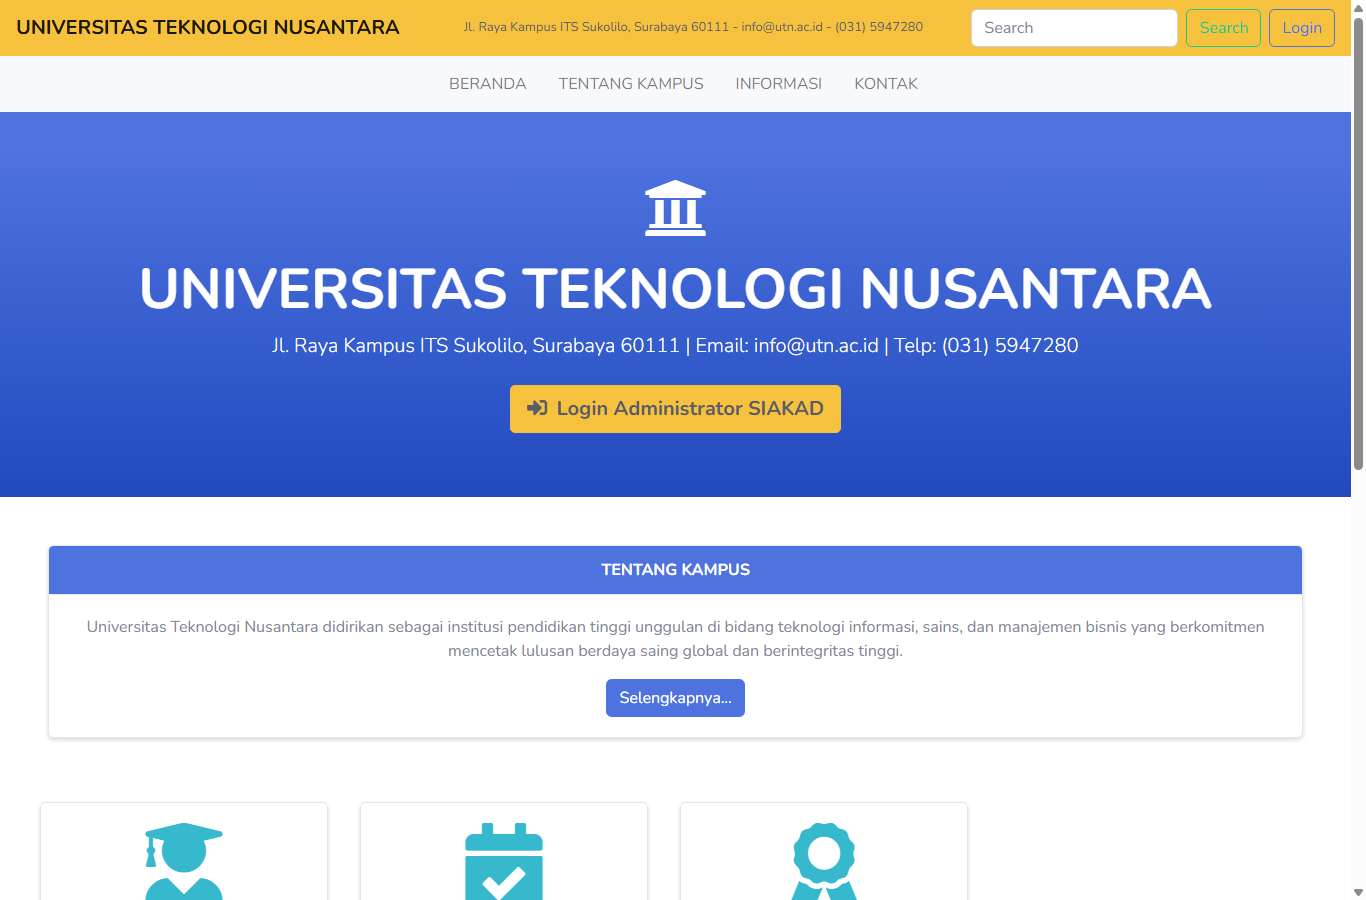 UNIVERSITAS TEKNOLOGI NUSANTARA
Jl. Raya Kampus ITS Sukolilo, Surabaya 60111 - info@utn.ac.id - (031) 5947280
Search
Search
Login
BERANDA
TENTANG KAMPUS
INFORMASI
KONTAK
UNIVERSITAS TEKNOLOGI NUSANTARA
Jl. Raya Kampus ITS Sukolilo, Surabaya 60111 | Email: info@utn.ac.id | Telp: (031) 5947280
Login Administrator SIAKAD
TENTANG KAMPUS
Universitas Teknologi Nusantara didirikan sebagai institusi pendidikan tinggi unggulan di bidang teknologi informasi, sains, dan manajemen bisnis yang berkomitmen
mencetak lulusan berdaya saing global dan berintegritas tinggi.
Selengkapnya...